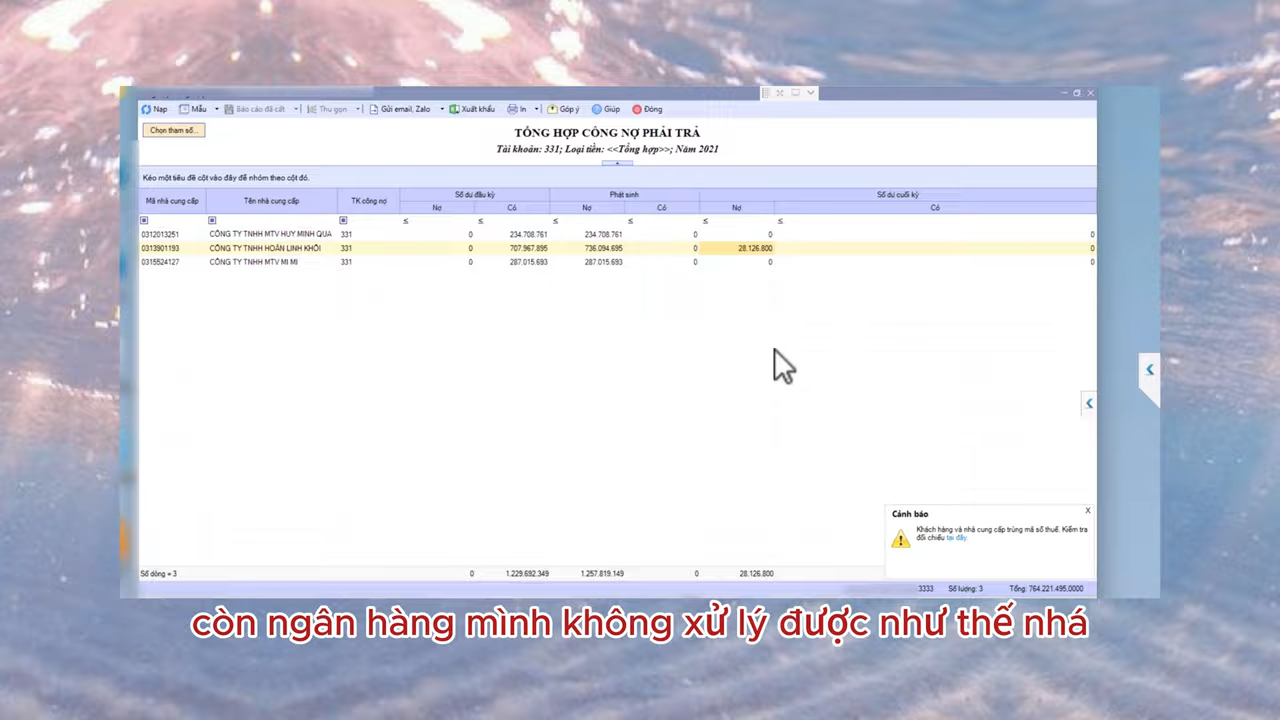 Nạp Mẫu Báo cáo đã cất Thu gọn Gửi email, Zalo Xuất khẩu In Góp ý Giúp Đóng
Chọn tham số...
TỔNG HỢP CÔNG NỢ PHẢI TRẢ
Tài khoản: 331; Loại tiền: <<Tổng hợp>>; Năm 2021
Kéo một tiêu đề cột vào đây để nhóm theo cột đó.
Mã nhà cung cấp Tên nhà cung cấp TK công nợ Số dư đầu kỳ Phát sinh Số dư cuối kỳ
Nợ Có Nợ Có Nợ Có
≤ ≤ ≤ ≤ ≤ ≤
0312013251 CÔNG TY TNHH MTV HUY MINH QUA 331 0 234.708.761 234.708.761 0 0 0
0313901193 CÔNG TY TNHH HOÀN LINH KHÔI 331 0 707.967.895 736.094.695 0 28.126.800 0
0315524127 CÔNG TY TNHH MTV MI MI 331 0 287.015.693 287.015.693 0 0 0
Cảnh báo X
Khách hàng và nhà cung cấp trùng mã số thuế. Kiểm tra
đối chiếu tại đây.
Số dòng = 3 0 1.229.692.349 1.257.819.149 0 28.126.800
3333 Số lượng: 3 Tổng: 764.221.495,0000
còn ngân hàng mình không xử lý được như thế nhá